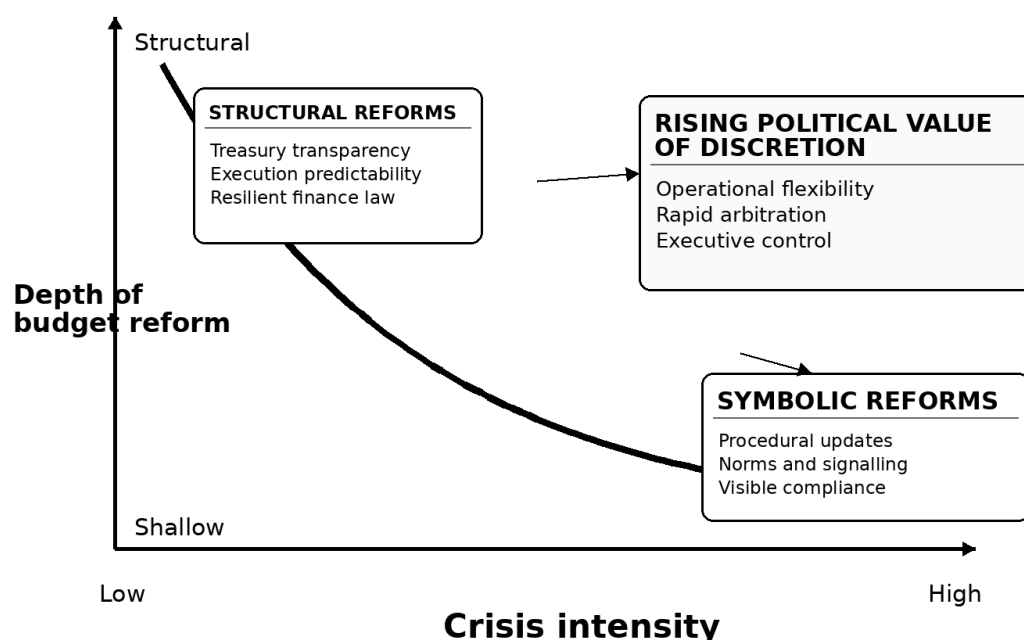 Structural
STRUCTURAL REFORMS
Treasury transparency
Execution predictability
Resilient finance law
RISING POLITICAL VALUE
OF DISCRETION
Operational flexibility
Rapid arbitration
Executive control
Depth of
budget reform
SYMBOLIC REFORMS
Procedural updates
Norms and signalling
Visible compliance
Shallow
Low
High
Crisis intensity